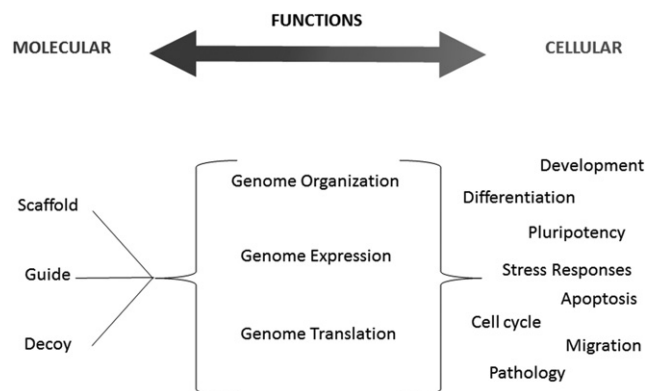 FUNCTIONS
MOLECULAR
CELLULAR
Scaffold
Guide
Decoy
Genome Organization
Genome Expression
Genome Translation
Development
Differentiation
Pluripotency
Stress Responses
Apoptosis
Cell cycle
Migration
Pathology